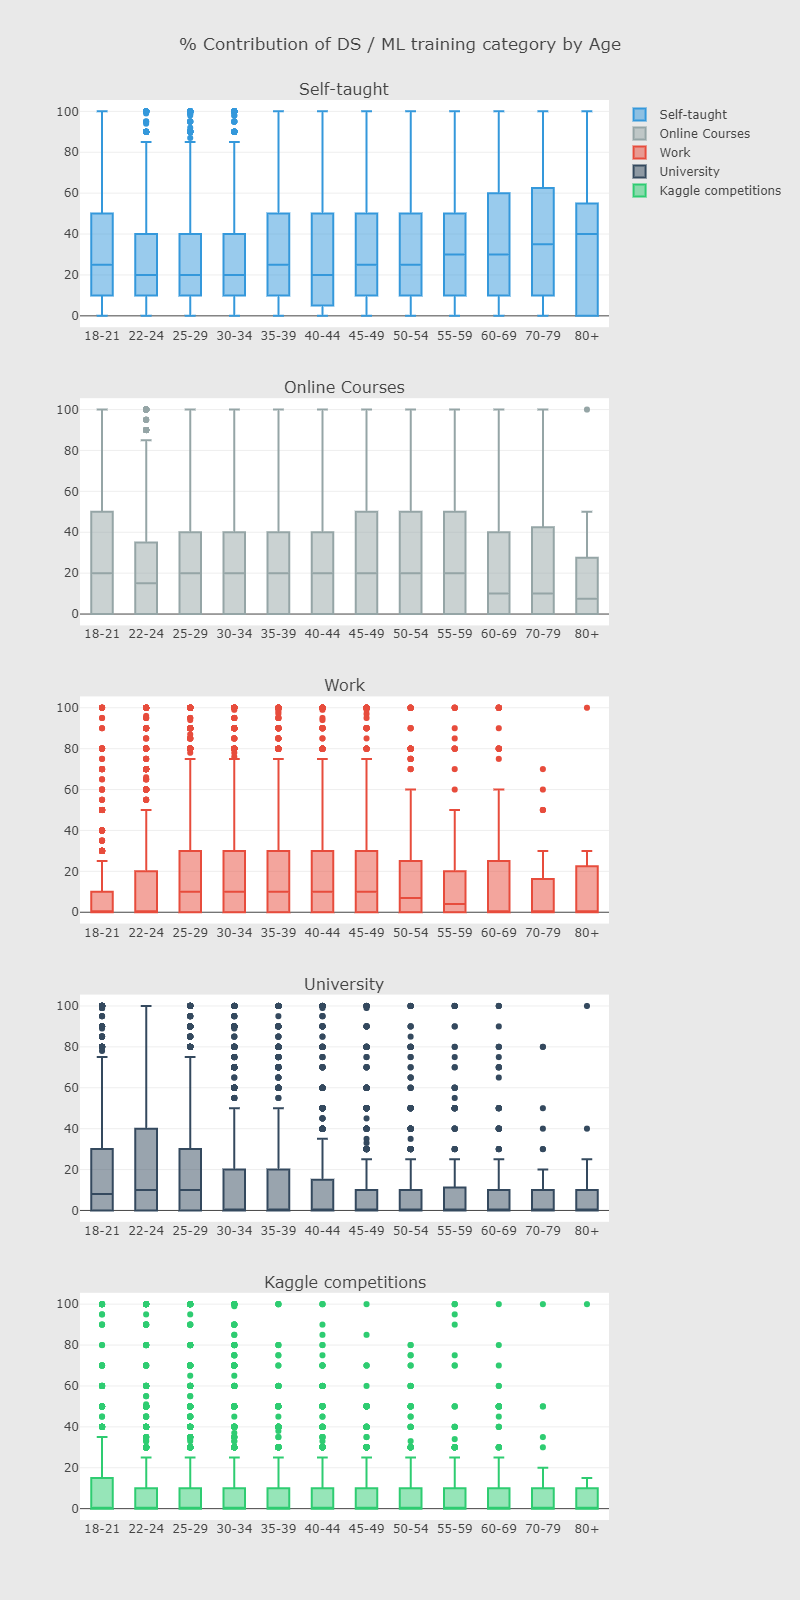 % Contribution of DS / ML training category by Age
Self-taught
100
80
60
40
20
0
18-21 22-24 25-29 30-34 35-39 40-44 45-49 50-54 55-59 60-69 70-79 80+
Self-taught
Online Courses
Work
University
Kaggle competitions
Online Courses
100
80
60
40
20
0
18-21 22-24 25-29 30-34 35-39 40-44 45-49 50-54 55-59 60-69 70-79 80+
Work
100
80
60
40
20
0
18-21 22-24 25-29 30-34 35-39 40-44 45-49 50-54 55-59 60-69 70-79 80+
University
100
80
60
40
20
0
18-21 22-24 25-29 30-34 35-39 40-44 45-49 50-54 55-59 60-69 70-79 80+
Kaggle competitions
100
80
60
40
20
0
18-21 22-24 25-29 30-34 35-39 40-44 45-49 50-54 55-59 60-69 70-79 80+